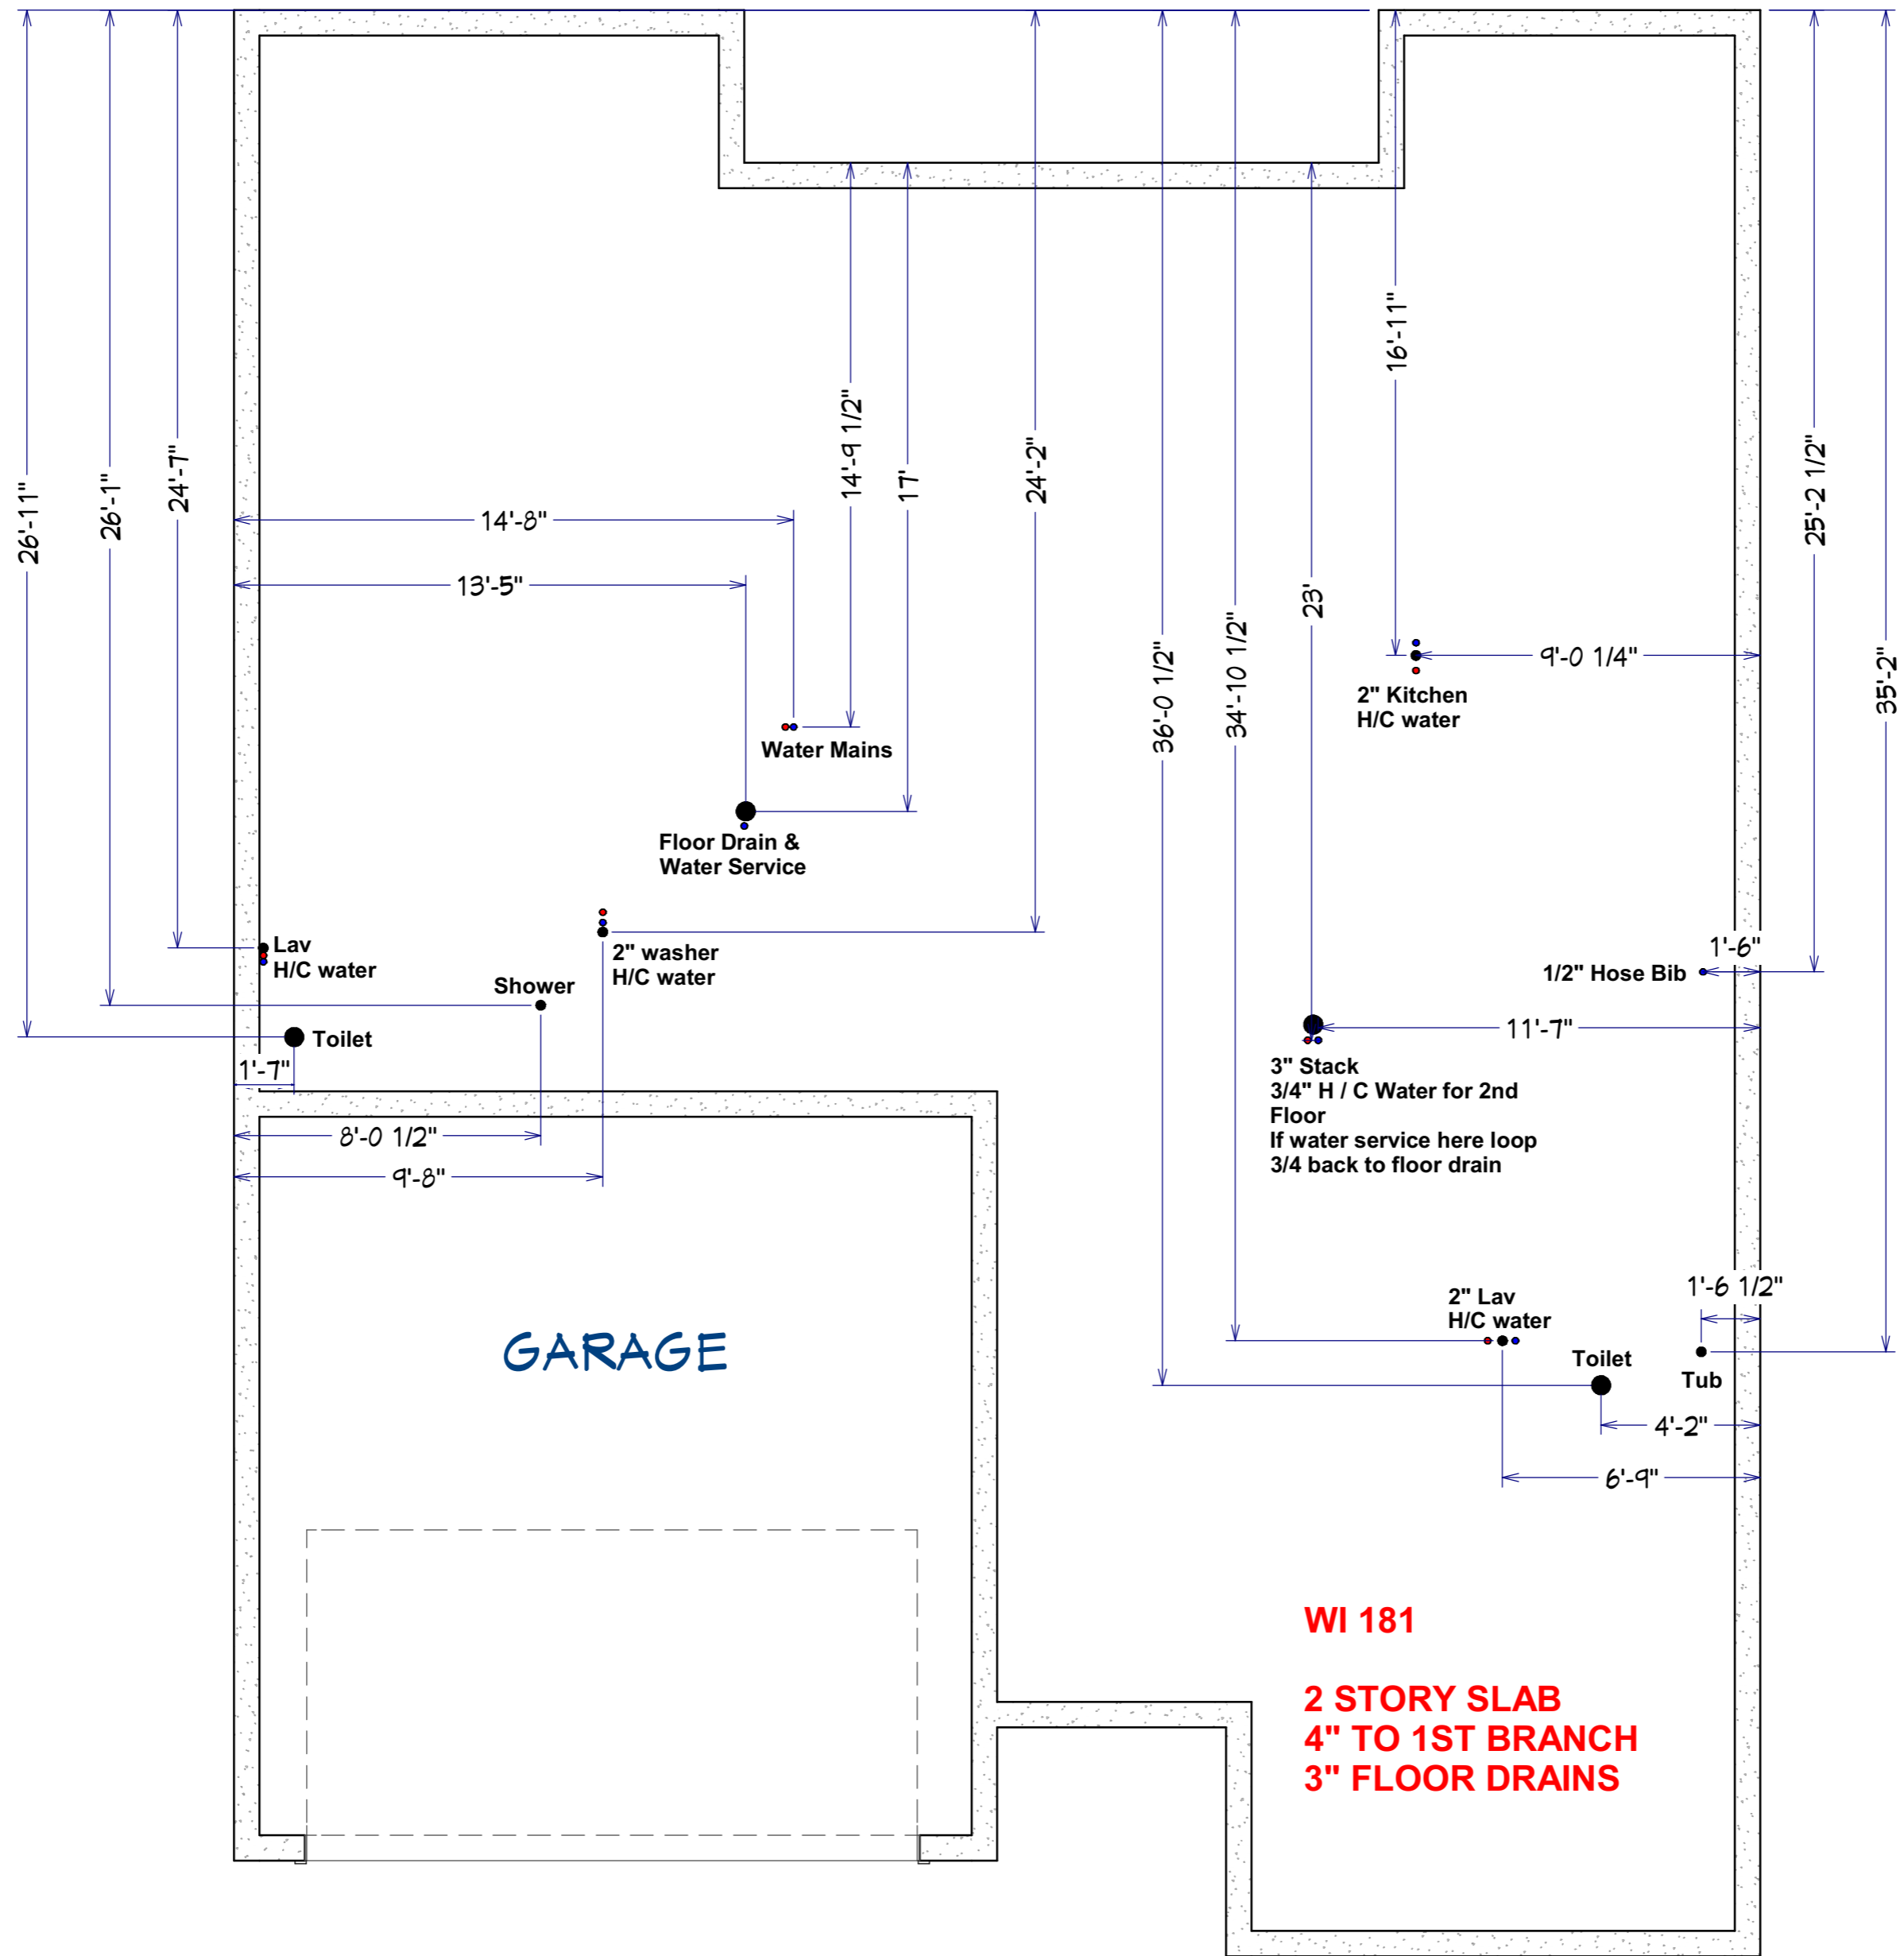 16'-11"
14'-9 1/2"
17'
24'-2"
24'-7"
26'-1"
26'-11"
25'-2 1/2"
14'-8"
13'-5"
23'
36'-0 1/2"
34'-10 1/2"
35'-2"
9'-0 1/4"
2" Kitchen
H/C water
Water Mains
Floor Drain &
Water Service
Lav
H/C water
2" washer
H/C water
Shower
Toilet
1'-7"
8'-0 1/2"
9'-8"
1'-6"
1/2" Hose Bib
11'-7"
3" Stack
3/4" H / C Water for 2nd
Floor
If water service here loop
3/4 back to floor drain
1'-6 1/2"
2" Lav
H/C water
Toilet
Tub
4'-2"
6'-9"
GARAGE
WI 181
2 STORY SLAB
4" TO 1ST BRANCH
3" FLOOR DRAINS